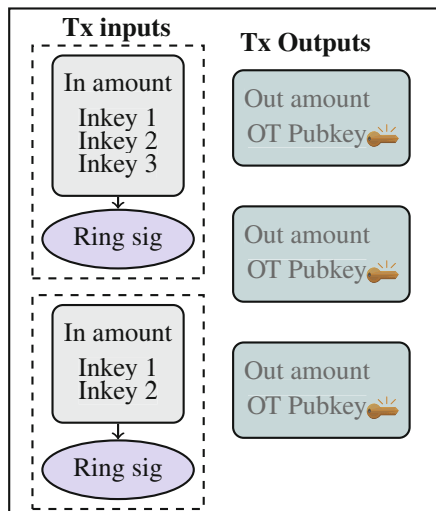 Tx inputs
In amount
Inkey 1
Inkey 2
Inkey 3
Ring sig
In amount
Inkey 1
Inkey 2
Ring sig
Tx Outputs
Out amount
OT Pubkey
Out amount
OT Pubkey
Out amount
OT Pubkey